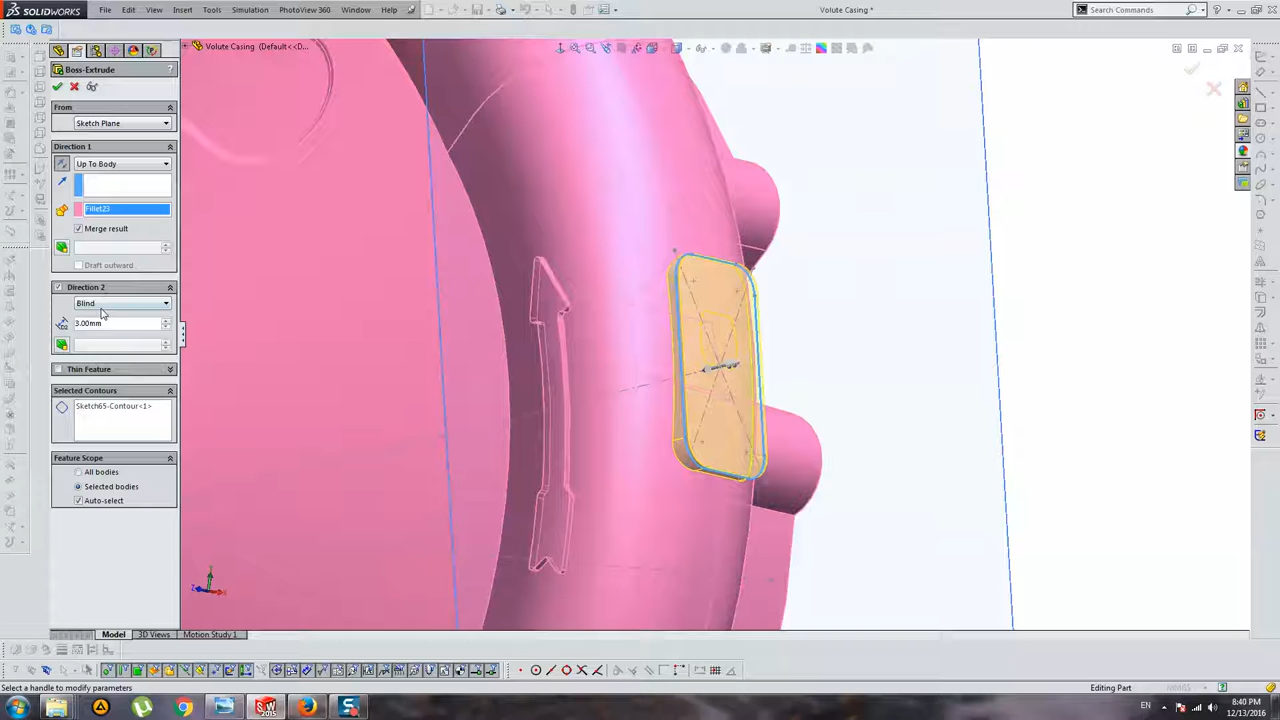 SOLIDWORKS File Edit View Insert Tools Simulation PhotoView 360 Window Help Volute Casing * Search Commands
Volute Casing (Default<<D...
Boss-Extrude ?
From
Sketch Plane
Direction 1
Up To Body
Fillet23
Merge result
Draft outward
Direction 2
Blind
3.00mm
Thin Feature
Selected Contours
Sketch65-Contour<1>
Feature Scope
All bodies
Selected bodies
Auto-select
Model 3D Views Motion Study 1
Select a handle to modify parameters Editing Part MMGS
EN 8:40 PM
12/13/2016